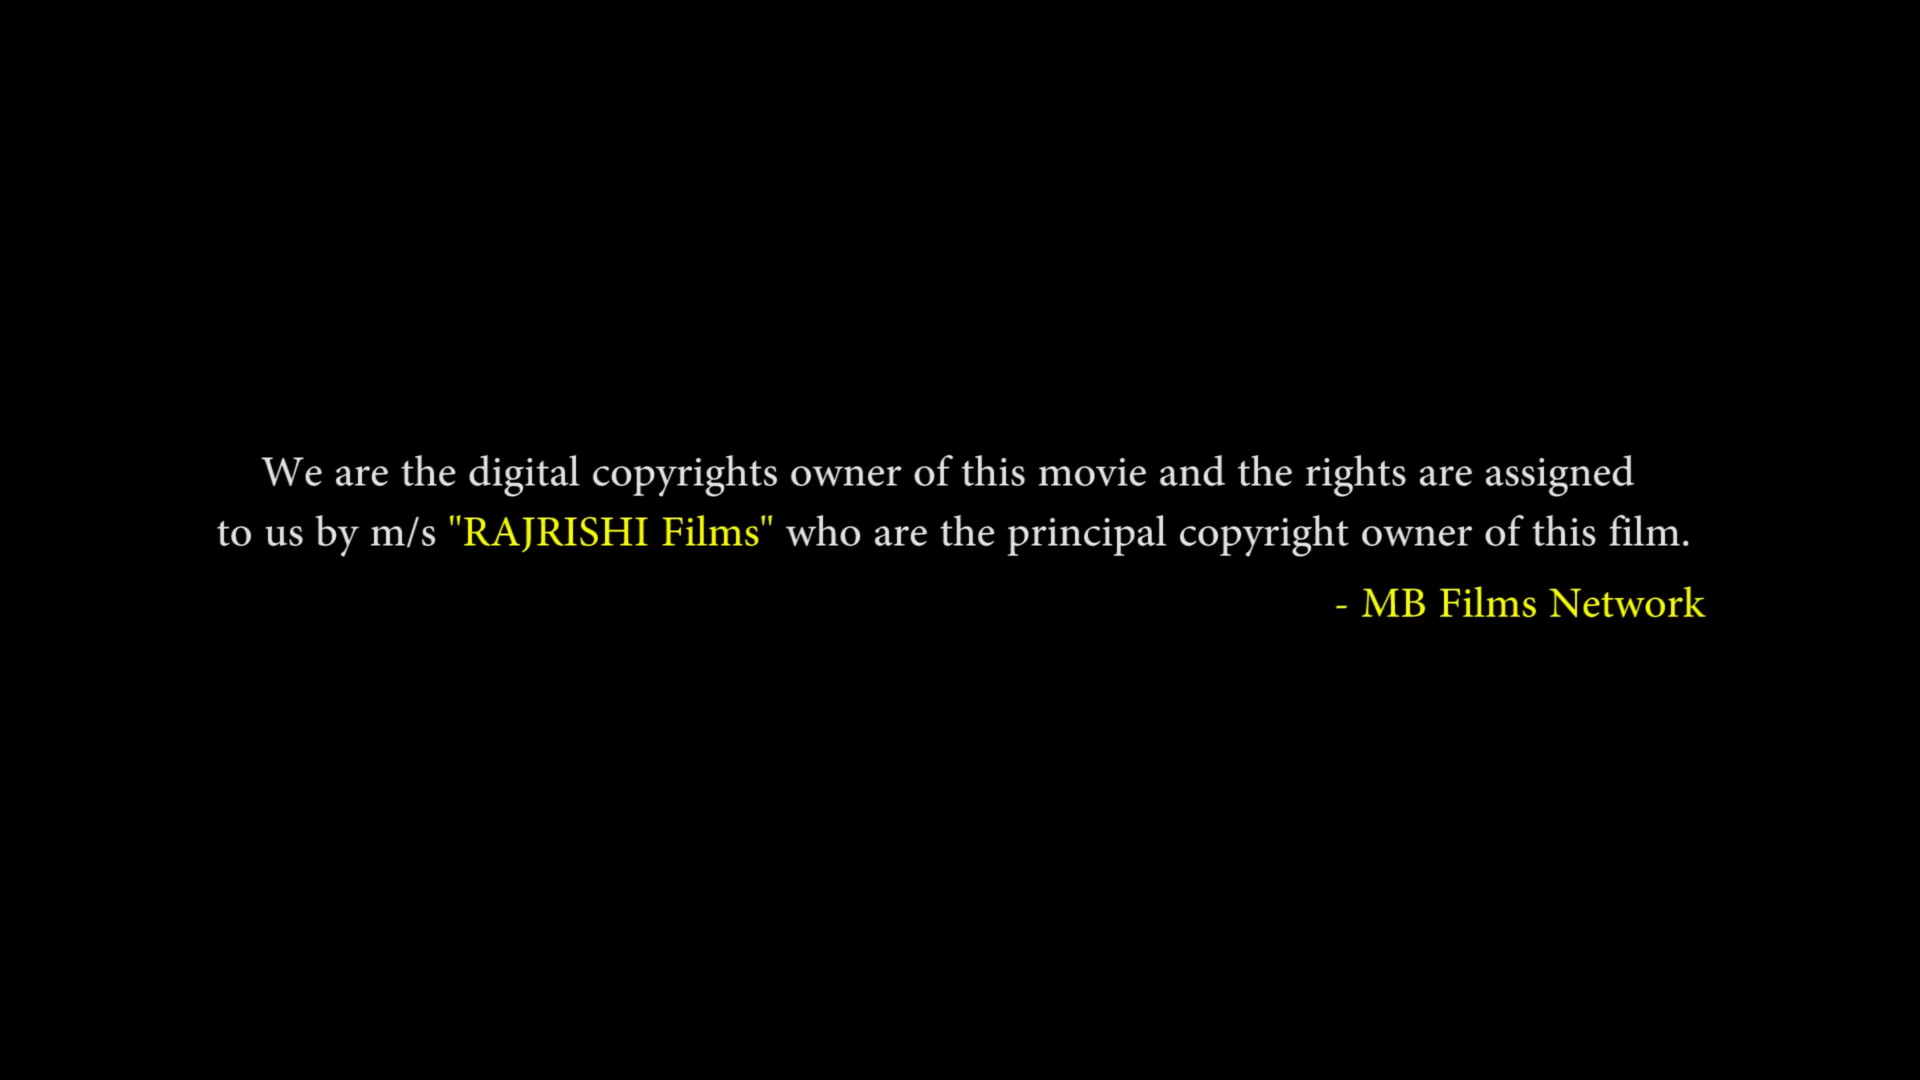 We are the digital copyrights owner of this movie and the rights are assigned
to us by m/s "RAJRISHI Films" who are the principal copyright owner of this film.
- MB Films Network